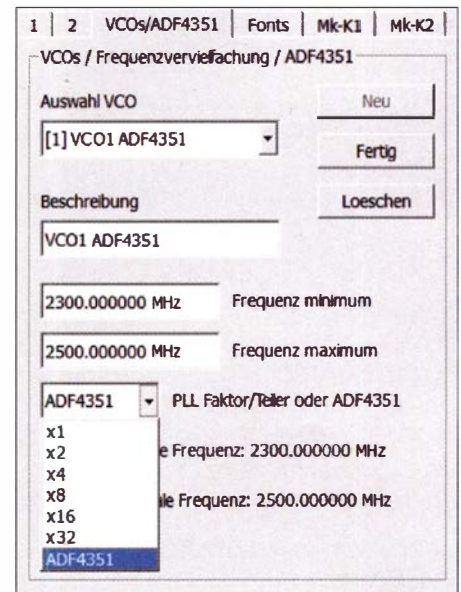 1 2 VCOs/ADF4351 Fonts Mk-K1 Mk-K2
VCOs / Frequenzvervielfachung / ADF4351
Auswahl VCO
Neu
[1] VCO1 ADF4351
Fertig
Beschreibung
Loeschen
VCO1 ADF4351
2300.000000 MHz Frequenz minimum
2500.000000 MHz Frequenz maximum
ADF4351 PLL Faktor/Teiler oder ADF4351
x1
x2 e Frequenz: 2300.000000 MHz
x4
x8 le Frequenz: 2500.000000 MHz
x16
x32
ADF4351